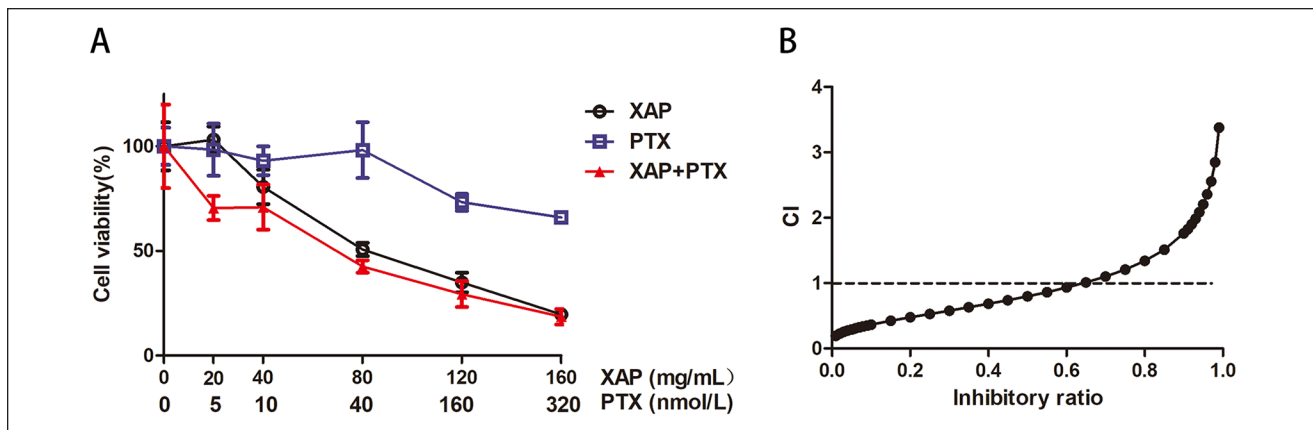 A
XAP
PTX
XAP+PTX
Cell viability(%)
100
50
0
0 20 40 80 120 160 XAP (mg/mL）
0 5 10 40 160 320 PTX (nmol/L)
B
CI
4
3
2
1
0
0.0 0.2 0.4 0.6 0.8 1.0
Inhibitory ratio